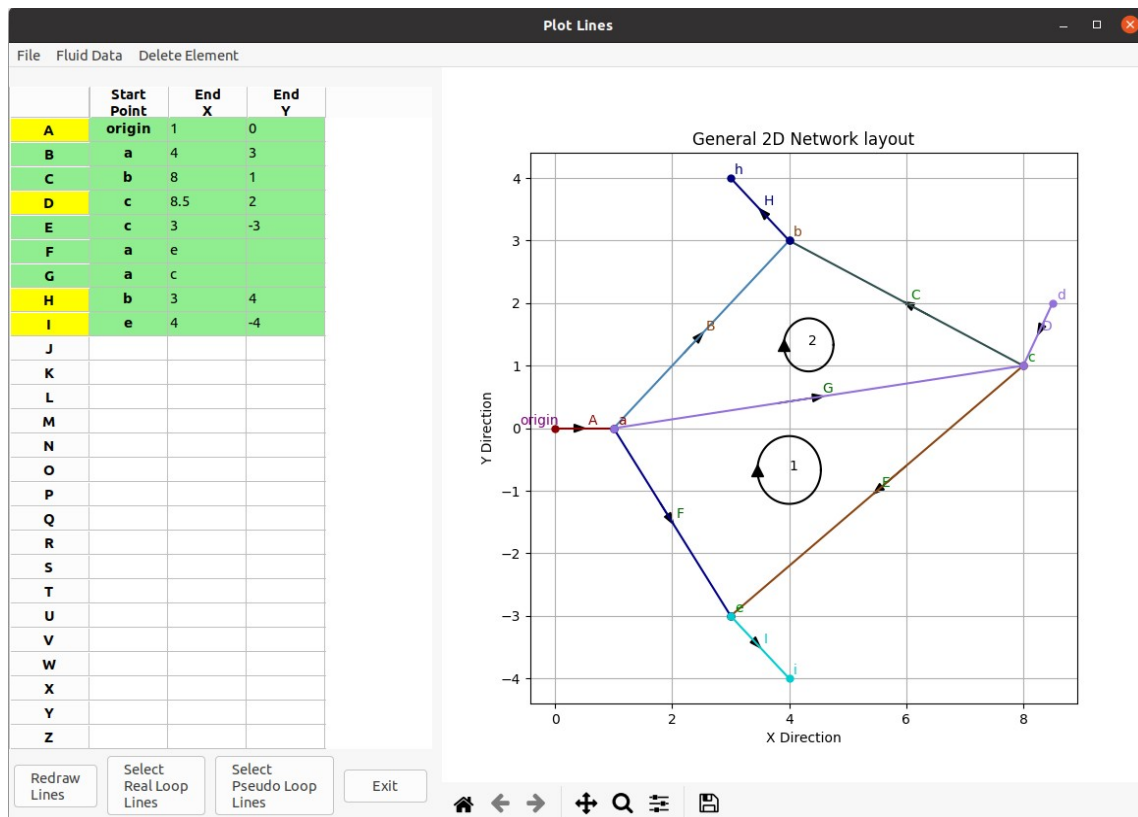 Plot Lines
File Fluid Data Delete Element
Start Point End X End Y
A origin 1 0
B a 4 3
C b 8 1
D c 8.5 2
E c 3 -3
F a e
G a c
H b 3 4
I e 4 -4
J
K
L
M
N
O
P
Q
R
S
T
U
V
W
X
Y
Z
Redraw Lines
Select Real Loop Lines
Select Pseudo Loop Lines
Exit
General 2D Network layout
Y Direction
4
3
2
1
0
−1
−2
−3
−4
h
H
b
C
d
D
B
2
c
G
origin
A
a
1
E
F
e
I
i
0 2 4 6 8
X Direction